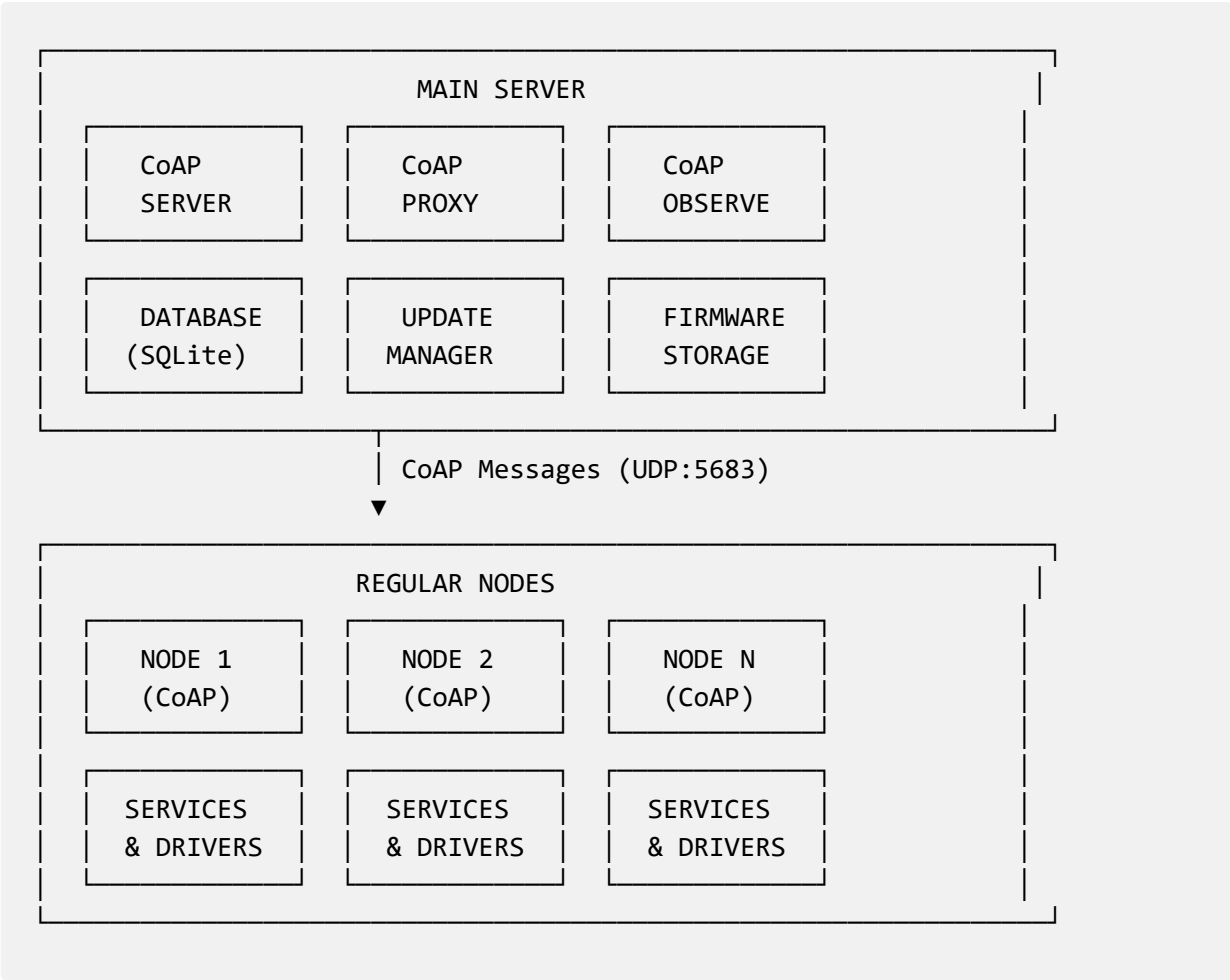 MAIN SERVER
CoAP CoAP CoAP
SERVER PROXY OBSERVE
DATABASE UPDATE FIRMWARE
(SQLite) MANAGER STORAGE
CoAP Messages (UDP:5683)
REGULAR NODES
NODE 1 NODE 2 NODE N
(CoAP) (CoAP) (CoAP)
SERVICES SERVICES SERVICES
& DRIVERS & DRIVERS & DRIVERS